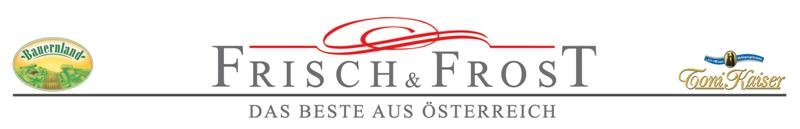 Bauernland
FRISCH & FROST
Toni Kaiser
DAS BESTE AUS ÖSTERREICH